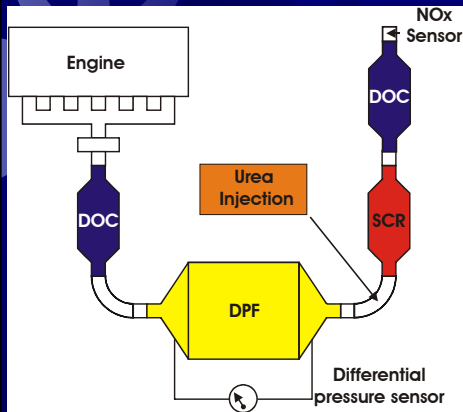 NOx
Sensor
Engine
DOC
Urea
Injection
DOC
SCR
DPF
Differential
pressure sensor